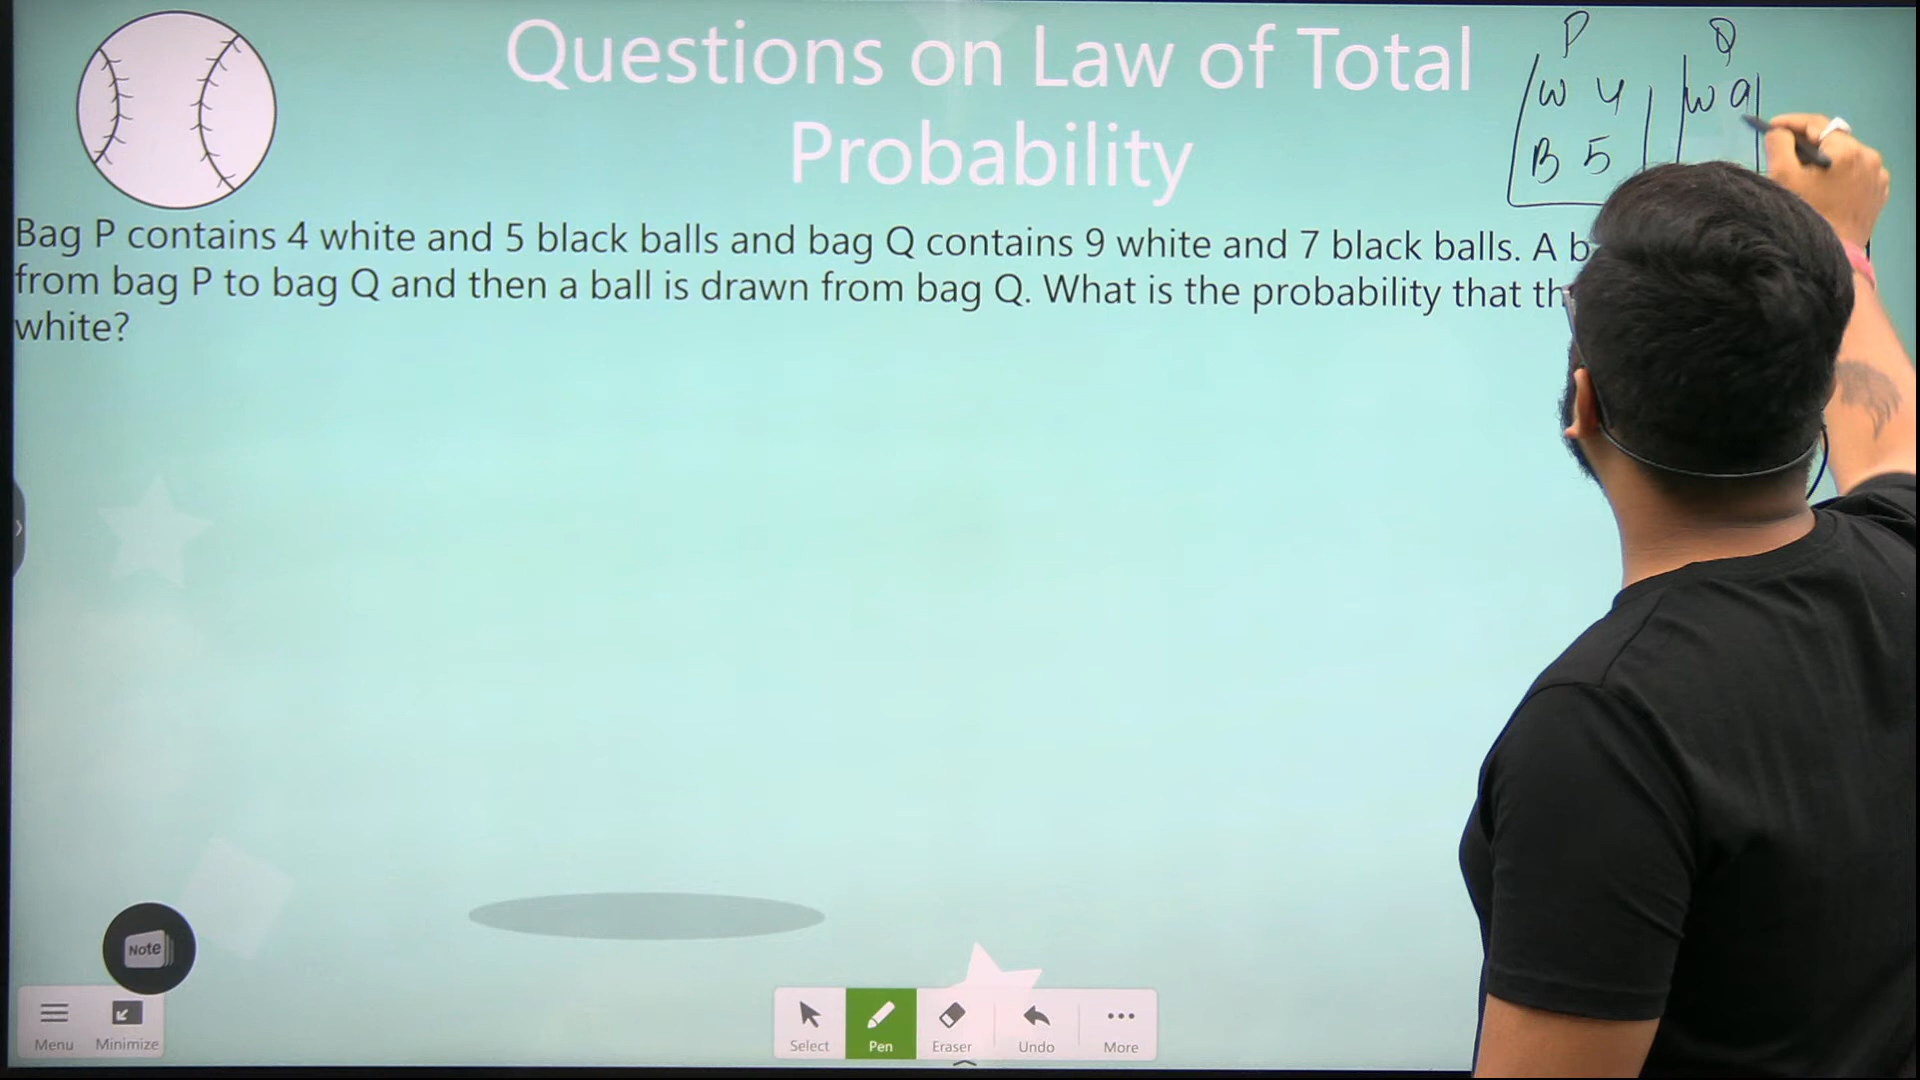 Questions on Law of Total
Probability
P Q
W 4 W 9
B 5
Bag P contains 4 white and 5 black balls and bag Q contains 9 white and 7 black balls. A b
from bag P to bag Q and then a ball is drawn from bag Q. What is the probability that th
white?
Note
Menu Minimize
Select Pen Eraser Undo More